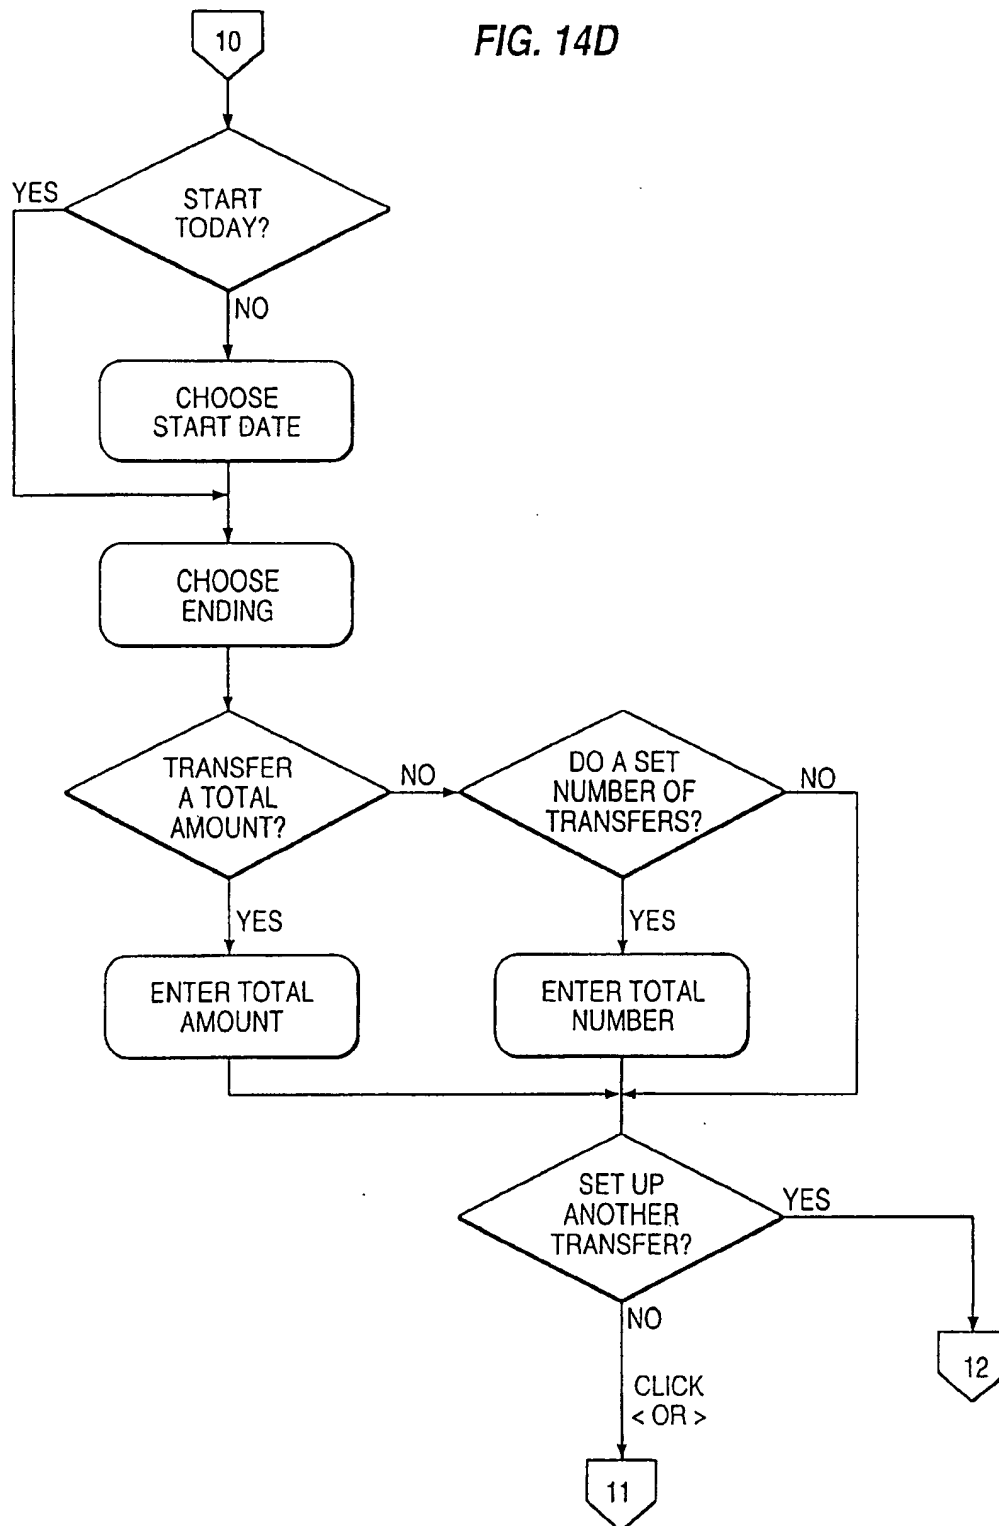 10
FIG. 14D
YES
START
TODAY?
NO
CHOOSE
START DATE
CHOOSE
ENDING
TRANSFER
A TOTAL
AMOUNT?
NO
DO A SET
NUMBER OF
TRANSFERS?
NO
YES
YES
ENTER TOTAL
AMOUNT
ENTER TOTAL
NUMBER
SET UP
ANOTHER
TRANSFER?
YES
NO
12
CLICK
< OR >
11